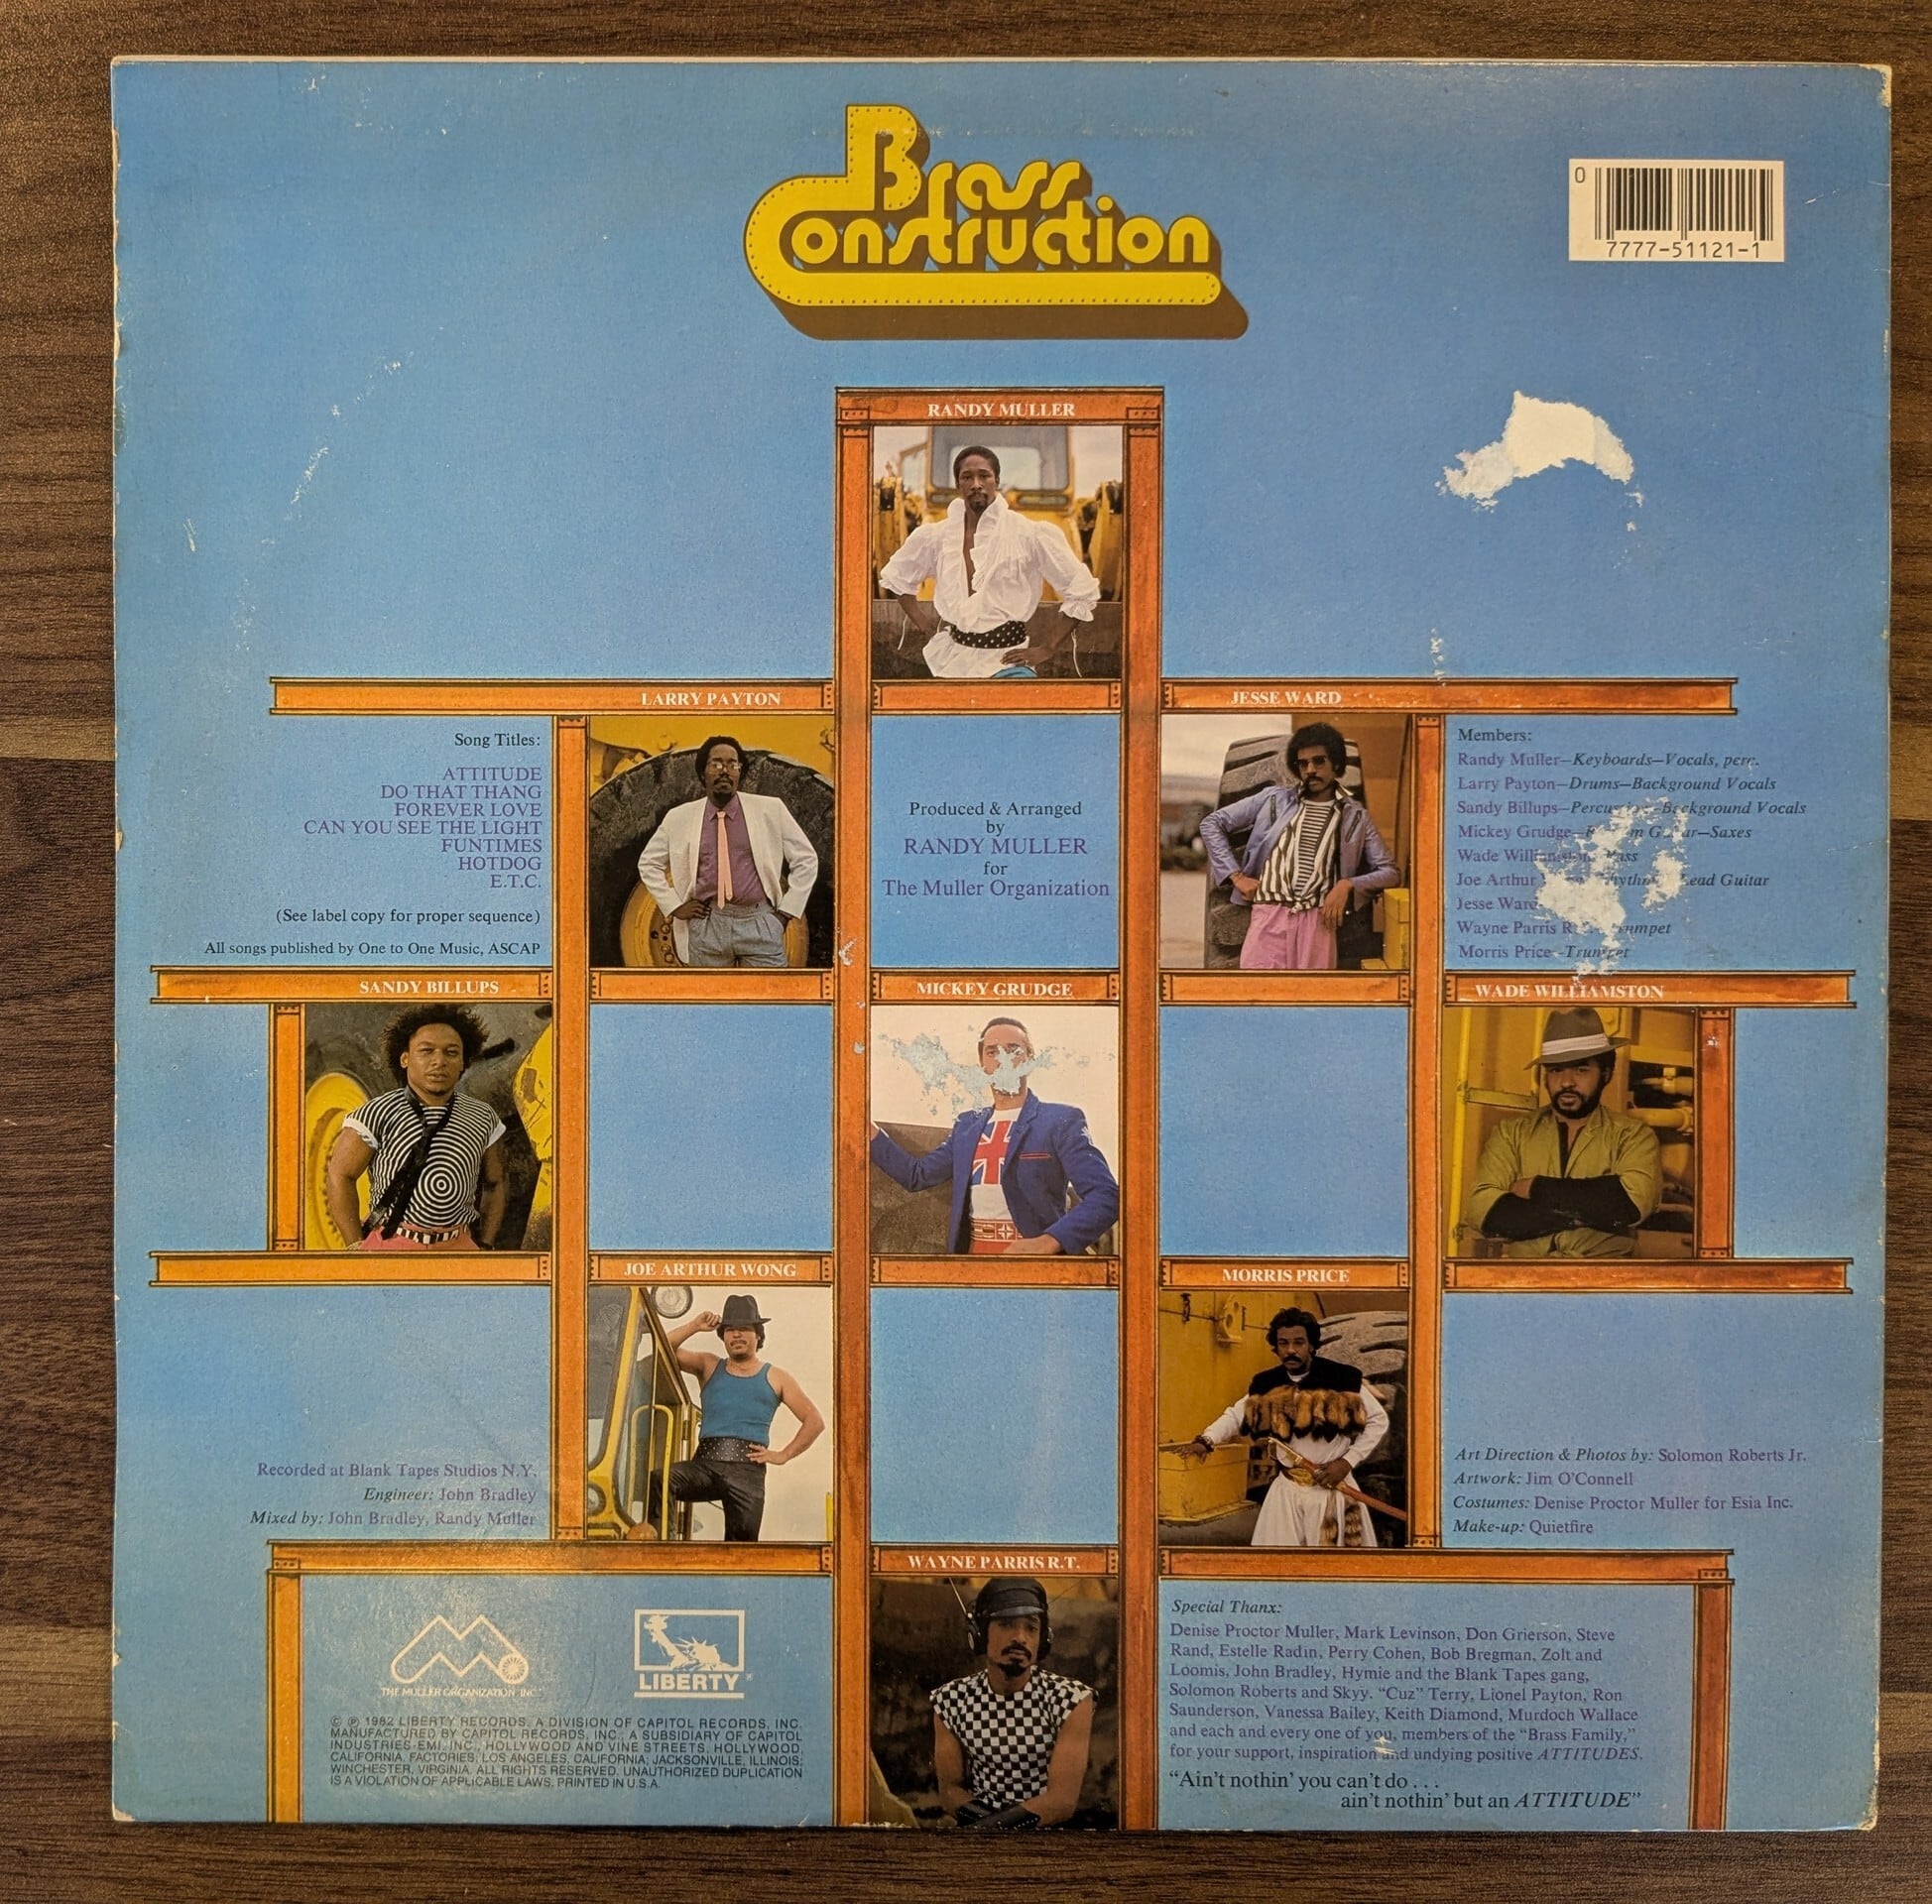 Brass
Construction
0
7777-51121-1
RANDY MULLER
LARRY PAYTON
JESSE WARD
Song Titles:
ATTITUDE
DO THAT THANG
FOREVER LOVE
CAN YOU SEE THE LIGHT
FUNTIMES
HOTDOG
E.T.C.
(See label copy for proper sequence)
All songs published by One to One Music, ASCAP
Produced & Arranged
by
RANDY MULLER
for
The Muller Organization
Members:
Randy Muller—Keyboards—Vocals, perc.
Larry Payton—Drums—Background Vocals
Sandy Billups—Background Vocals
Mickey Grudge—Saxes
Wade
Joe Arthur Lead Guitar
Jesse Ward
Wayne Parris
Morris Price—Trumpet
SANDY BILLUPS
MICKEY GRUDGE
WADE WILLIAMSTON
JOE ARTHUR WONG
MORRIS PRICE
Recorded at Blank Tapes Studios N.Y.
Engineer: John Bradley
Mixed by: John Bradley, Randy Muller
Art Direction & Photos by: Solomon Roberts Jr.
Artwork: Jim O'Connell
Costumes: Denise Proctor Muller for Esia Inc.
Make-up: Quietfire
WAYNE PARRIS R.T.
THE MULLER ORGANIZATION INC.
LIBERTY
© ℗ 1982 LIBERTY RECORDS, A DIVISION OF CAPITOL RECORDS, INC.
MANUFACTURED BY CAPITOL RECORDS, INC., A SUBSIDIARY OF CAPITOL
INDUSTRIES-EMI, INC., HOLLYWOOD AND VINE STREETS, HOLLYWOOD,
CALIFORNIA. FACTORIES: LOS ANGELES, CALIFORNIA; JACKSONVILLE, ILLINOIS;
WINCHESTER, VIRGINIA. ALL RIGHTS RESERVED. UNAUTHORIZED DUPLICATION
IS A VIOLATION OF APPLICABLE LAWS. PRINTED IN U.S.A.
Special Thanx:
Denise Proctor Muller, Mark Levinson, Don Grierson, Steve
Rand, Estelle Radin, Perry Cohen, Bob Bregman, Zolt and
Loomis, John Bradley, Hymie and the Blank Tapes gang,
Solomon Roberts and Skyy. "Cuz" Terry, Lionel Payton, Ron
Saunderson, Vanessa Bailey, Keith Diamond, Murdoch Wallace
and each and every one of you, members of the "Brass Family,"
for your support, inspiration and undying positive ATTITUDES.
"Ain't nothin' you can't do . . .
ain't nothin' but an ATTITUDE"